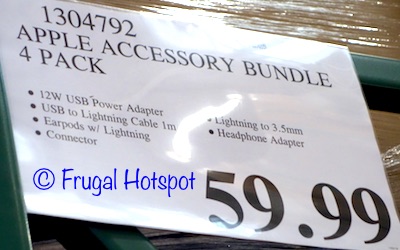 1304792
APPLE ACCESSORY BUNDLE
4 PACK
• 12W USB Power Adapter
• USB to Lightning Cable 1m
• Earpods w/ Lightning
• Connector
• Lightning to 3.5mm
• Headphone Adapter
© Frugal Hotspot
59.99